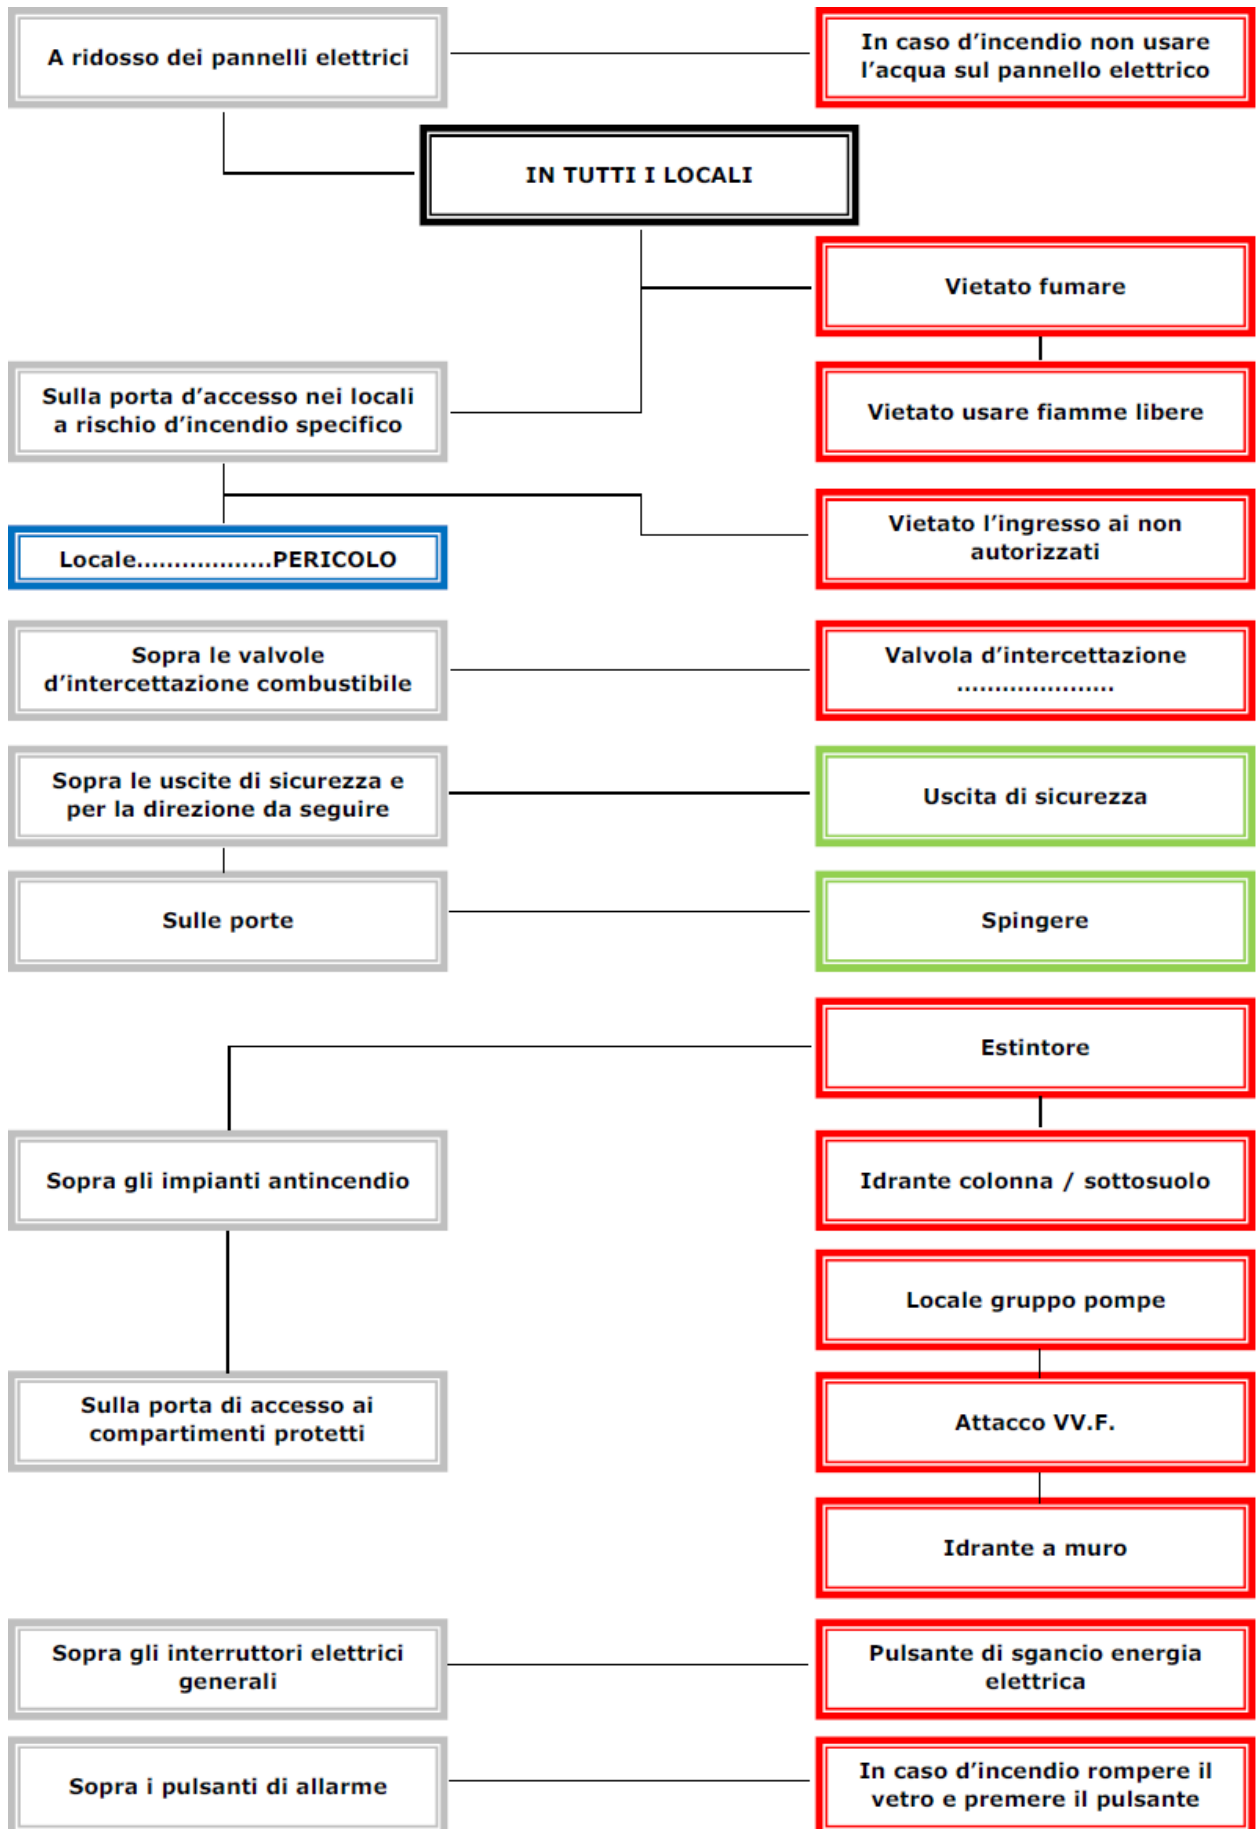 A ridosso dei pannelli elettrici
In caso d’incendio non usare
l’acqua sul pannello elettrico
IN TUTTI I LOCALI
Vietato fumare
Sulla porta d’accesso nei locali
a rischio d’incendio specifico
Vietato usare fiamme libere
Vietato l’ingresso ai non
autorizzati
Locale..................PERICOLO
Sopra le valvole
d’intercettazione combustibile
Valvola d’intercettazione
.....................
Sopra le uscite di sicurezza e
per la direzione da seguire
Uscita di sicurezza
Sulle porte
Spingere
Estintore
Sopra gli impianti antincendio
Idrante colonna / sottosuolo
Locale gruppo pompe
Sulla porta di accesso ai
compartimenti protetti
Attacco VV.F.
Idrante a muro
Sopra gli interruttori elettrici
generali
Pulsante di sgancio energia
elettrica
Sopra i pulsanti di allarme
In caso d’incendio rompere il
vetro e premere il pulsante